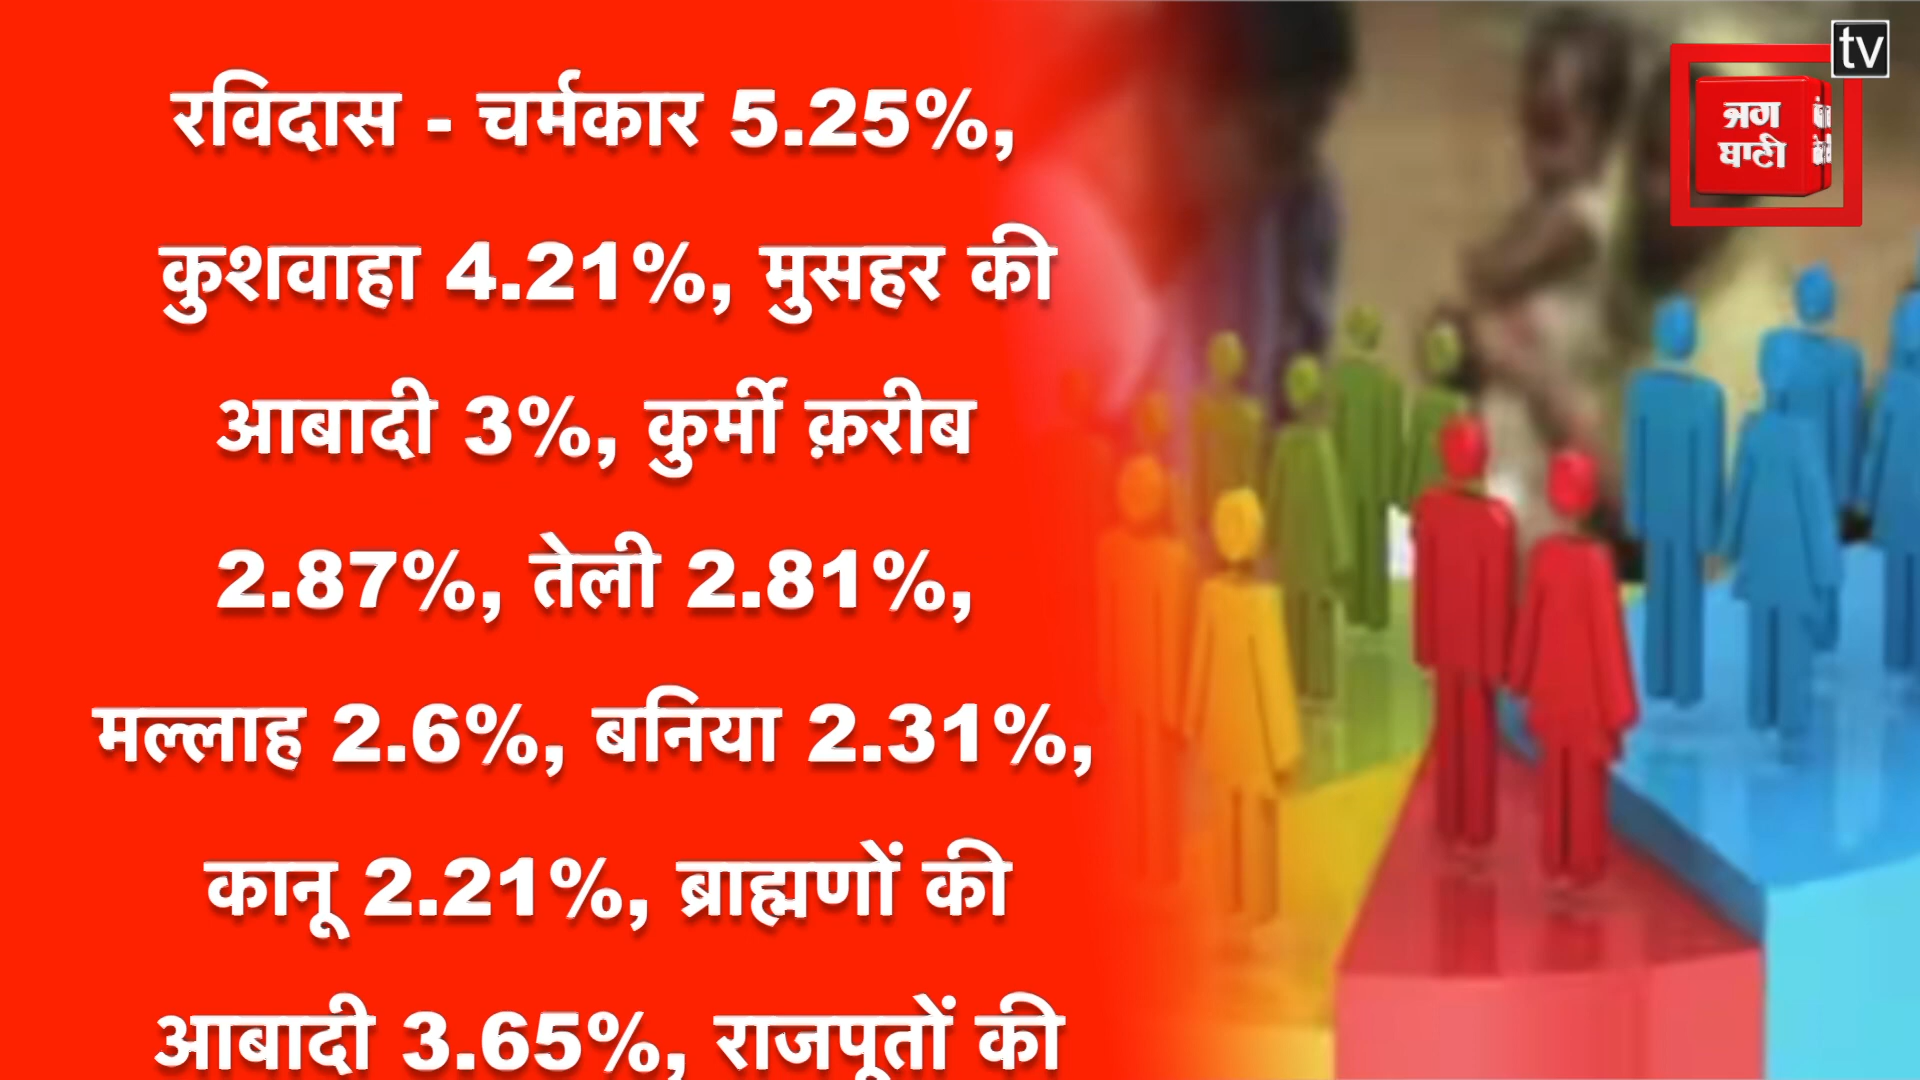 रविदास - चर्मकार 5.25%,
कुशवाहा 4.21%, मुसहर की
आबादी 3%, कुर्मी क़रीब
2.87%, तेली 2.81%,
मल्लाह 2.6%, बनिया 2.31%,
कानू 2.21%, ब्राह्मणों की
आबादी 3.65%, राजपूतों की
tv
ਜਗ
ਬਾਣੀ